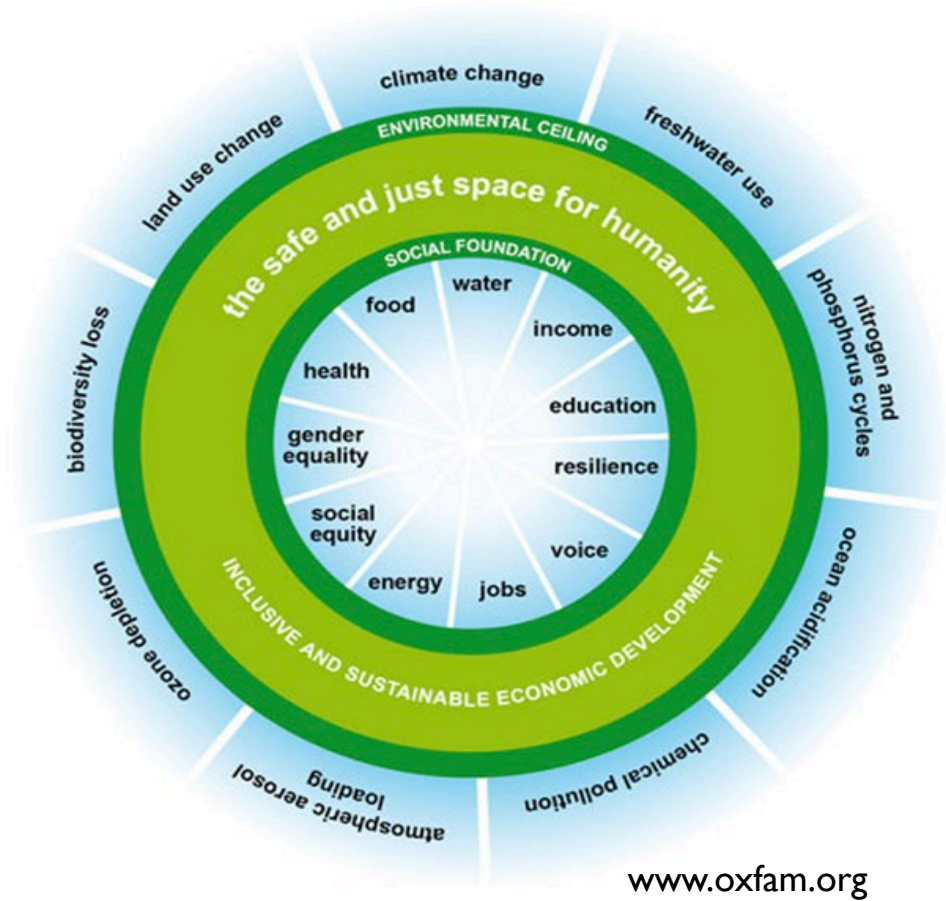 climate change
freshwater use
nitrogen and
phosphorus cycles
ocean acidification
chemical pollution
atmospheric aerosol
loading
ozone depletion
biodiversity loss
land use change
ENVIRONMENTAL CEILING
the safe and just space for humanity
SOCIAL FOUNDATION
water
income
education
resilience
voice
jobs
energy
social
equity
gender
equality
health
food
INCLUSIVE AND SUSTAINABLE ECONOMIC DEVELOPMENT
www.oxfam.org